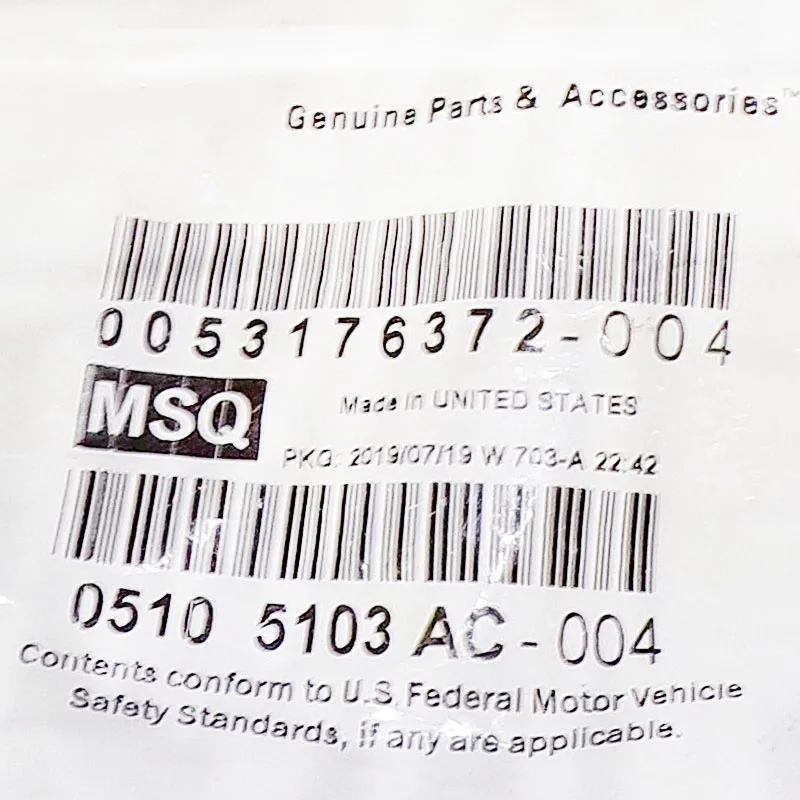 Genuine Parts & Accessories™
0053176372-004
MSQ
Made in UNITED STATES
PKG: 2019/07/19 W 703-A 22:42
0510 5103 AC-004
Contents conform to U.S. Federal Motor Vehicle
Safety Standards, if any are applicable.